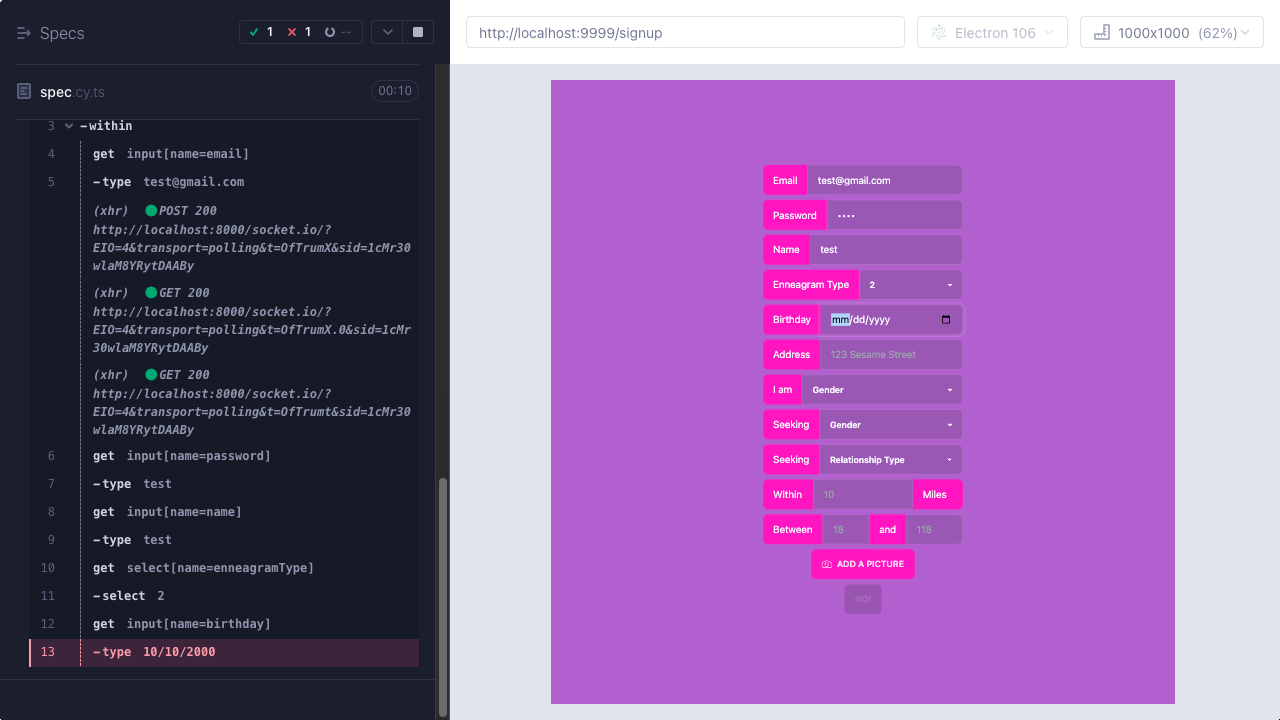 Specs
1
1
--
spec.cy.ts
00:10
3 -within
4 get input[name=email]
5 -type test@gmail.com
(xhr) POST 200
http://localhost:8000/socket.io/?
EIO=4&transport=polling&t=OfTrumX&sid=1cMr30
wlaM8YRytDAABy
(xhr) GET 200
http://localhost:8000/socket.io/?
EIO=4&transport=polling&t=OfTrumX.0&sid=1cMr
30wlaM8YRytDAABy
(xhr) GET 200
http://localhost:8000/socket.io/?
EIO=4&transport=polling&t=OfTrumt&sid=1cMr30
wlaM8YRytDAABy
6 get input[name=password]
7 -type test
8 get input[name=name]
9 -type test
10 get select[name=enneagramType]
11 -select 2
12 get input[name=birthday]
13 -type 10/10/2000
http://localhost:9999/signup
Electron 106
1000x1000 (62%)
Email test@gmail.com
Password ••••
Name test
Enneagram Type 2
Birthday mm/dd/yyyy
Address 123 Sesame Street
I am Gender
Seeking Gender
Seeking Relationship Type
Within 10 Miles
Between 18 and 118
ADD A PICTURE
GO!